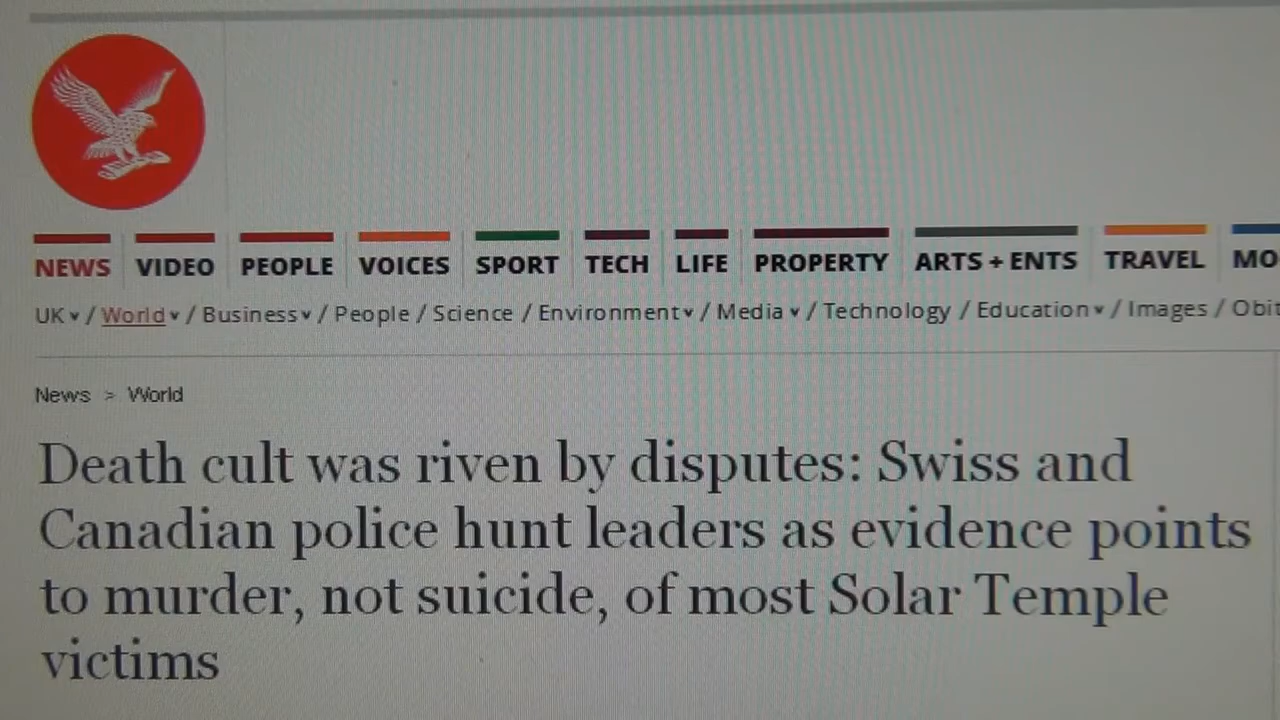 NEWS VIDEO PEOPLE VOICES SPORT TECH LIFE PROPERTY ARTS + ENTS TRAVEL MO
UK / World / Business / People / Science / Environment / Media / Technology / Education / Images / Obit
News > World
Death cult was riven by disputes: Swiss and
Canadian police hunt leaders as evidence points
to murder, not suicide, of most Solar Temple
victims